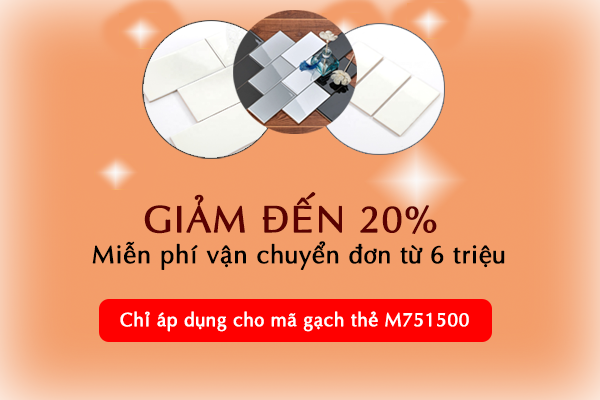 GIẢM ĐẾN 20%
Miễn phí vận chuyển đơn từ 6 triệu
Chỉ áp dụng cho mã gạch thẻ M751500